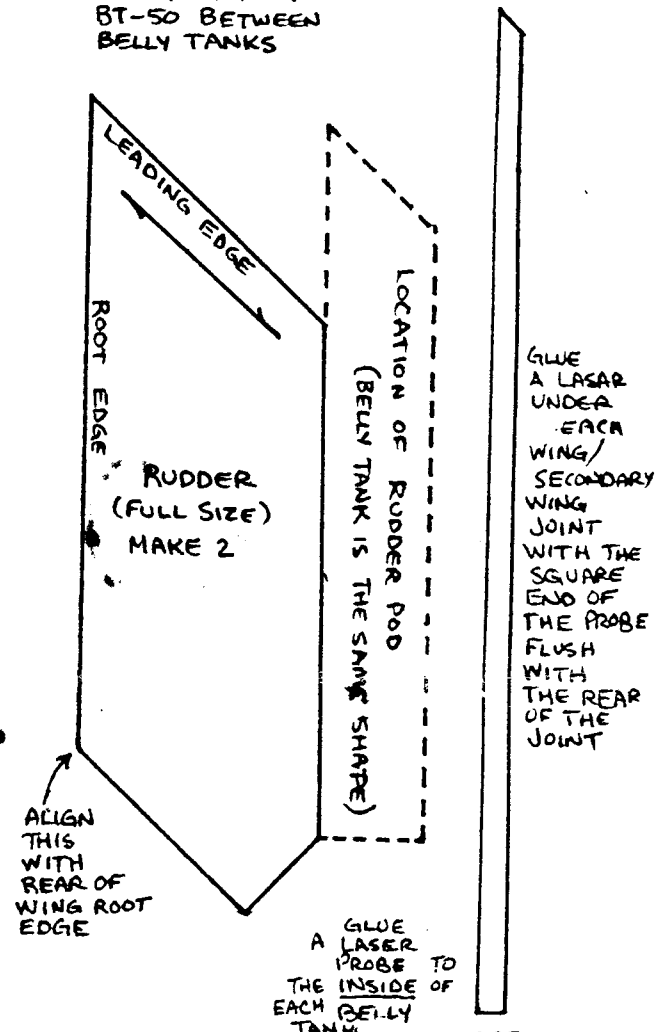 BT-50 BETWEEN
BELLY TANKS
LEADING EDGE
ROOT EDGE
RUDDER
(FULL SIZE)
MAKE 2
LOCATION OF RUDDER POD
(BELLY TANK IS THE SAME SHAPE)
GLUE
A LASAR
UNDER
EACH
WING/
SECONDARY
WING
JOINT
WITH THE
SQUARE
END OF
THE PROBE
FLUSH
WITH
THE REAR
OF THE
JOINT
ALIGN
THIS
WITH
REAR OF
WING ROOT
EDGE
GLUE
A LASER
PROBE TO
THE INSIDE OF
EACH BELLY
TANK